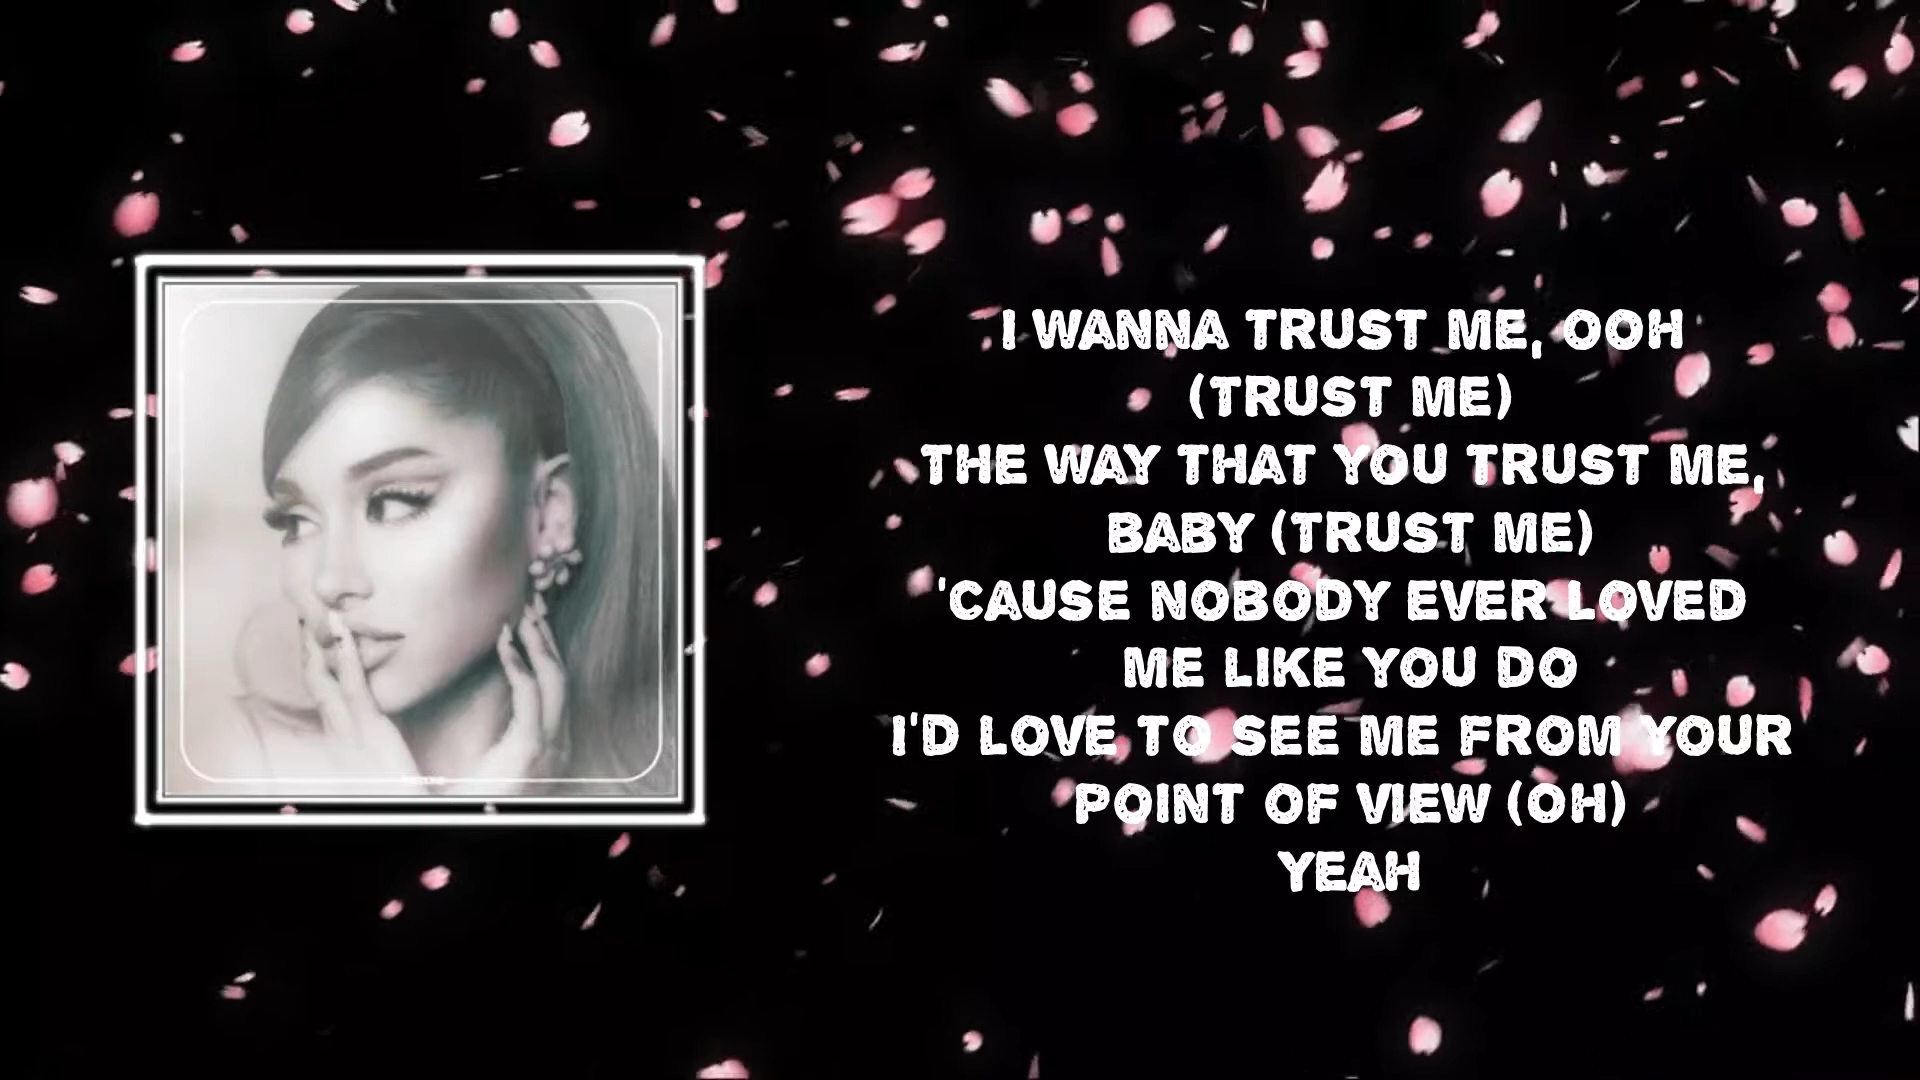 I WANNA TRUST ME, OOH
(TRUST ME)
THE WAY THAT YOU TRUST ME,
BABY (TRUST ME)
'CAUSE NOBODY EVER LOVED
ME LIKE YOU DO
I'D LOVE TO SEE ME FROM YOUR
POINT OF VIEW (OH)
YEAH